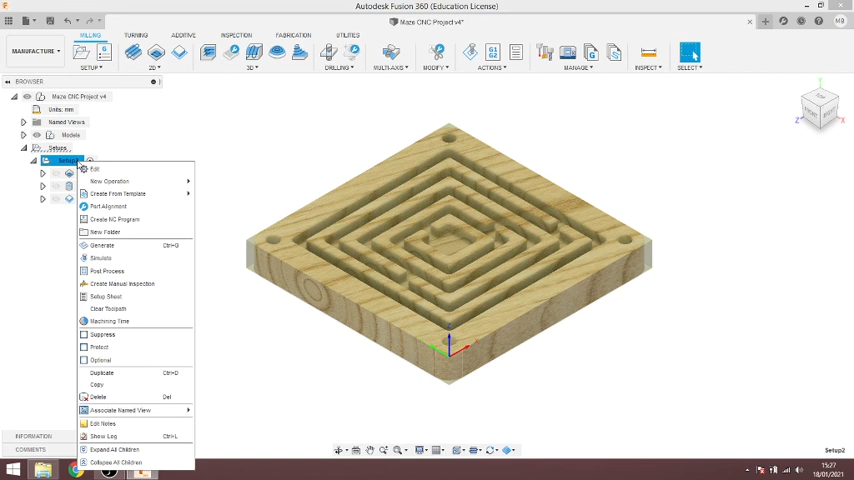 Autodesk Fusion 360 (Education License)
Maze CNC Project v4*
MB
MANUFACTURE
MILLING TURNING ADDITIVE INSPECTION FABRICATION UTILITIES
G
G1
G2
SETUP 2D 3D DRILLING MULTI-AXIS MODIFY ACTIONS MANAGE INSPECT SELECT
BROWSER
Maze CNC Project v4
Units: mm
Named Views
Models
Setups
Setup2
Edit
New Operation
Create From Template
Part Alignment
Create NC Program
New Folder
Generate Ctrl+G
Simulate
Post Process
Create Manual Inspection
Setup Sheet
Clear Toolpath
Machining Time
Suppress
Protect
Optional
Duplicate Ctrl+D
Copy
Delete Del
Associate Named View
Edit Notes
Show Log Ctrl+L
Expand All Children
Collapse All Children
TOP
FRONT
Z
X
INFORMATION
COMMENTS
Setup2
15:27
18/01/2021